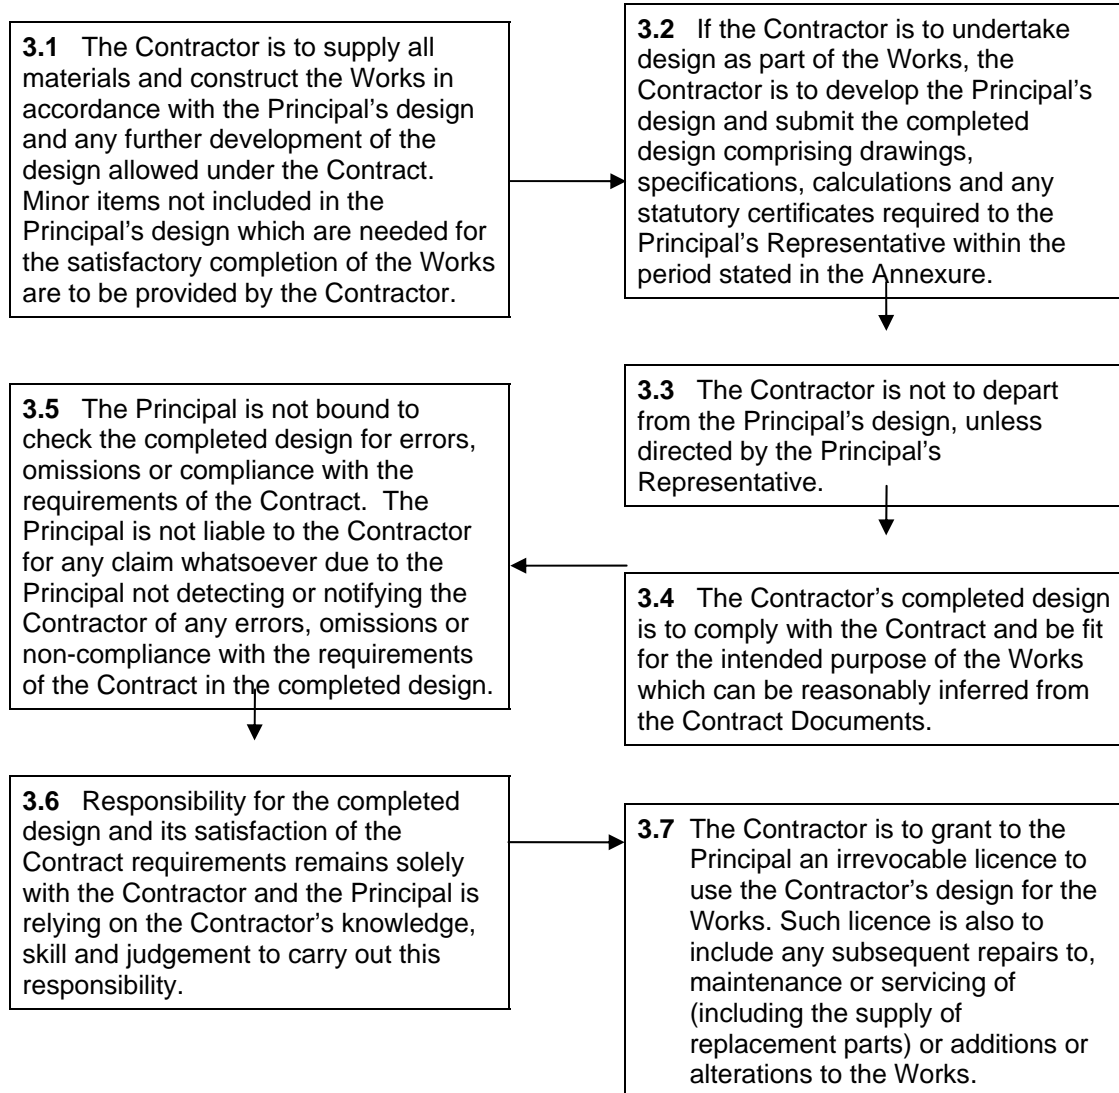 3.1 The Contractor is to supply all
materials and construct the Works in
accordance with the Principal's design
and any further development of the
design allowed under the Contract.
Minor items not included in the
Principal's design which are needed for
the satisfactory completion of the Works
are to be provided by the Contractor.
3.2 If the Contractor is to undertake
design as part of the Works, the
Contractor is to develop the Principal's
design and submit the completed
design comprising drawings,
specifications, calculations and any
statutory certificates required to the
Principal's Representative within the
period stated in the Annexure.
3.3 The Contractor is not to depart
from the Principal's design, unless
directed by the Principal's
Representative.
3.4 The Contractor's completed design
is to comply with the Contract and be fit
for the intended purpose of the Works
which can be reasonably inferred from
the Contract Documents.
3.5 The Principal is not bound to
check the completed design for errors,
omissions or compliance with the
requirements of the Contract. The
Principal is not liable to the Contractor
for any claim whatsoever due to the
Principal not detecting or notifying the
Contractor of any errors, omissions or
non-compliance with the requirements
of the Contract in the completed design.
3.6 Responsibility for the completed
design and its satisfaction of the
Contract requirements remains solely
with the Contractor and the Principal is
relying on the Contractor's knowledge,
skill and judgement to carry out this
responsibility.
3.7 The Contractor is to grant to the
Principal an irrevocable licence to
use the Contractor's design for the
Works. Such licence is also to
include any subsequent repairs to,
maintenance or servicing of
(including the supply of
replacement parts) or additions or
alterations to the Works.